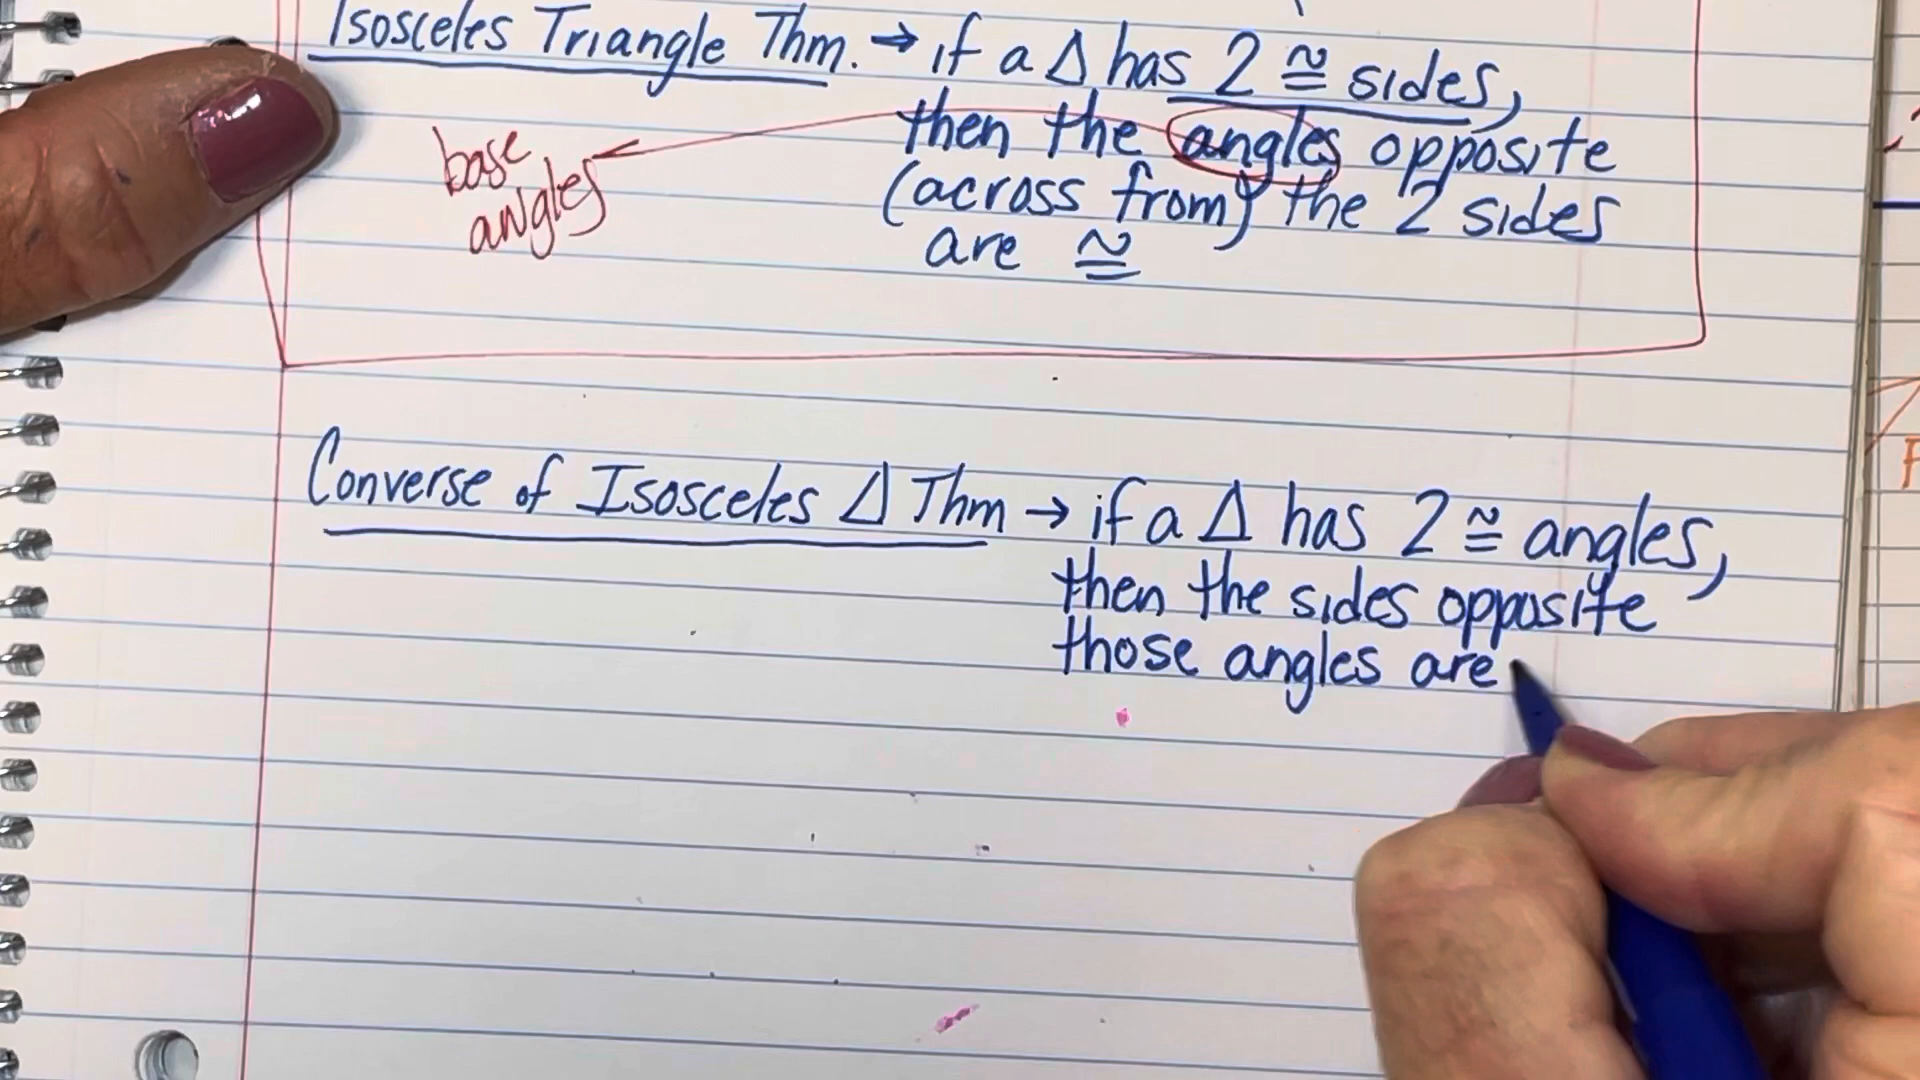 Isosceles Triangle Thm. → if a Δ has 2 ≅ sides,
then the angles opposite
(across from) the 2 sides
are ≅
base
angles
Converse of Isosceles Δ Thm → if a Δ has 2 ≅ angles,
then the sides opposite
those angles are